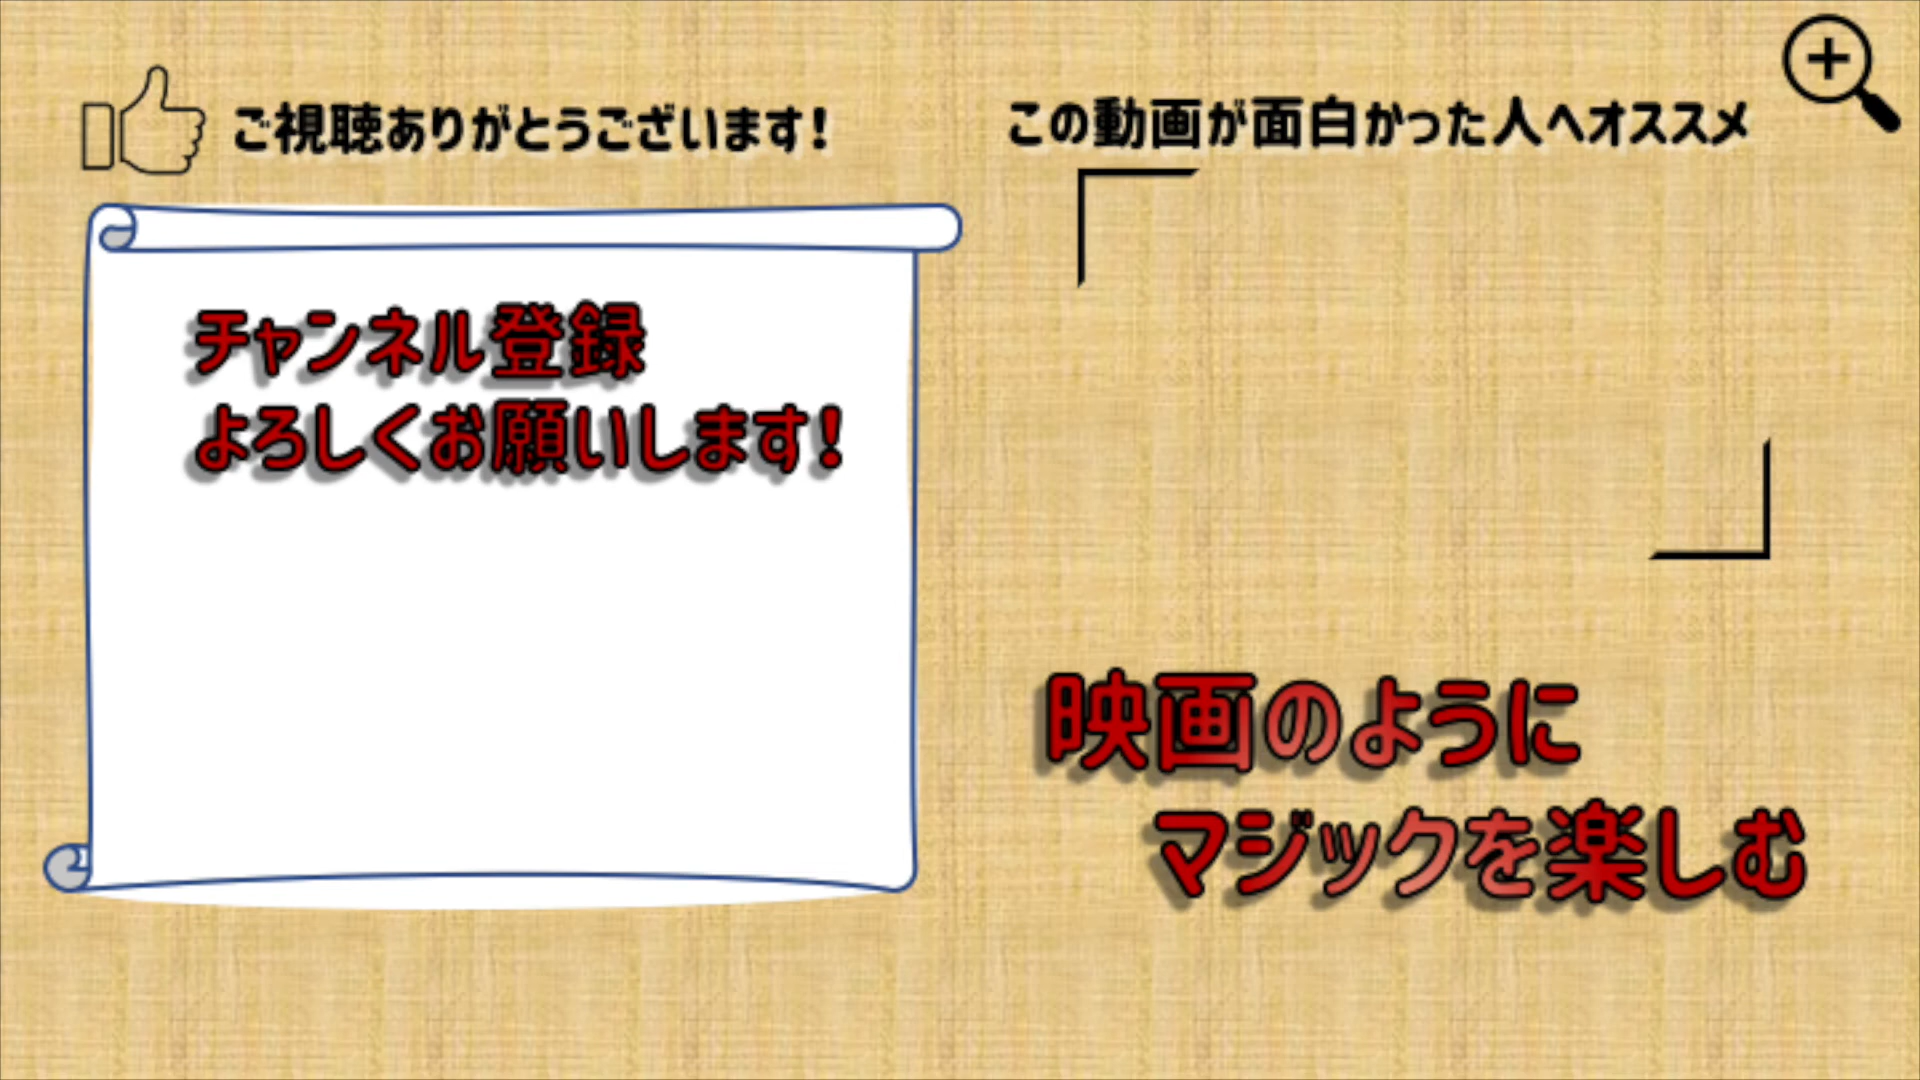 ご視聴ありがとうございます!
チャンネル登録
よろしくお願いします!
この動画が面白かった人へオススメ
映画のように
マジックを楽しむ